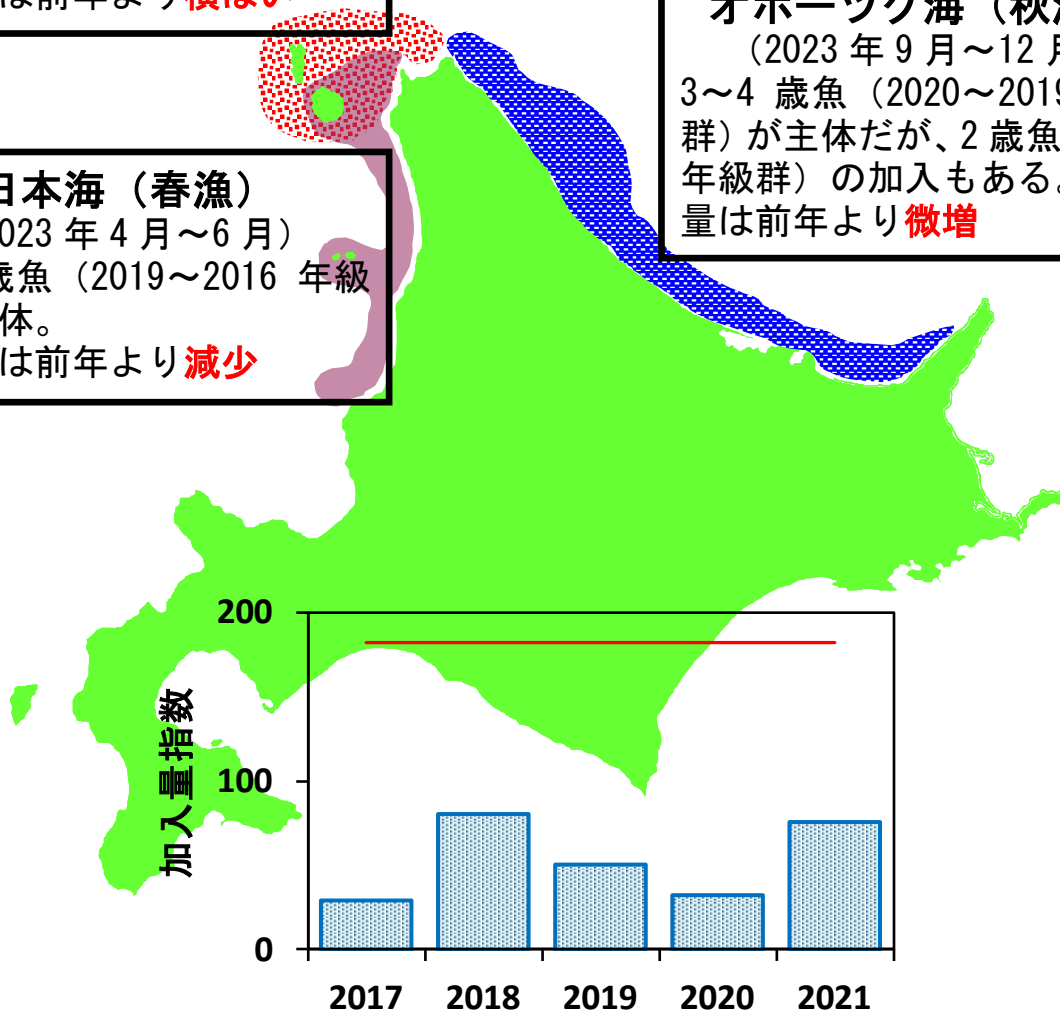 は前年より横ばい
オホーツク海（秋漁
（2023 年 9 月～12 月
3～4 歳魚（2020～2019
群）が主体だが、2 歳魚
年級群）の加入もある。
量は前年より微増
日本海（春漁）
023 年 4 月～6 月）
歳魚（2019～2016 年級
体。
は前年より減少
加入量指数
200
100
0
2017 2018 2019 2020 2021